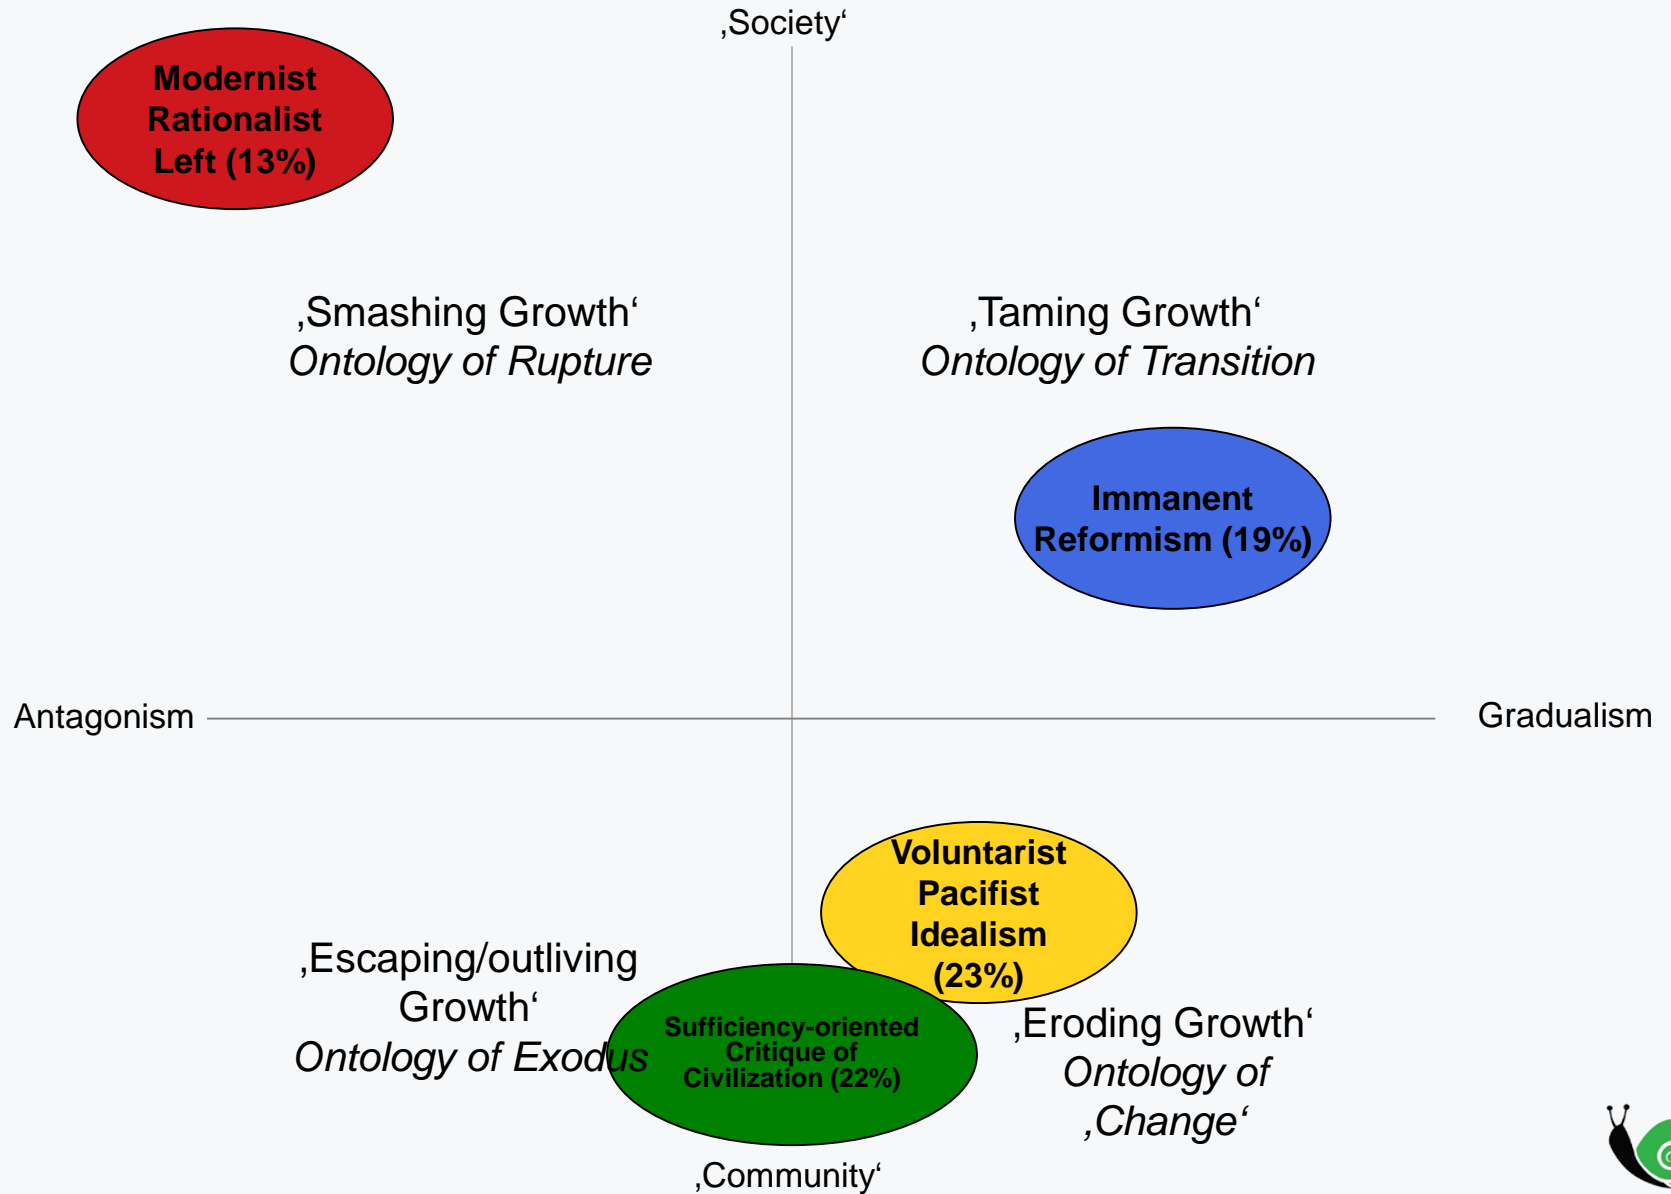 ‚Society‘
Modernist
Rationalist
Left (13%)
‚Smashing Growth‘
Ontology of Rupture
‚Taming Growth‘
Ontology of Transition
Immanent
Reformism (19%)
Antagonism
Gradualism
Voluntarist
Pacifist
Idealism
(23%)
‚Escaping/outliving
Growth‘
Ontology of Exodus
Sufficiency-oriented
Critique of
Civilization (22%)
‚Eroding Growth‘
Ontology of
‚Change‘
‚Community‘